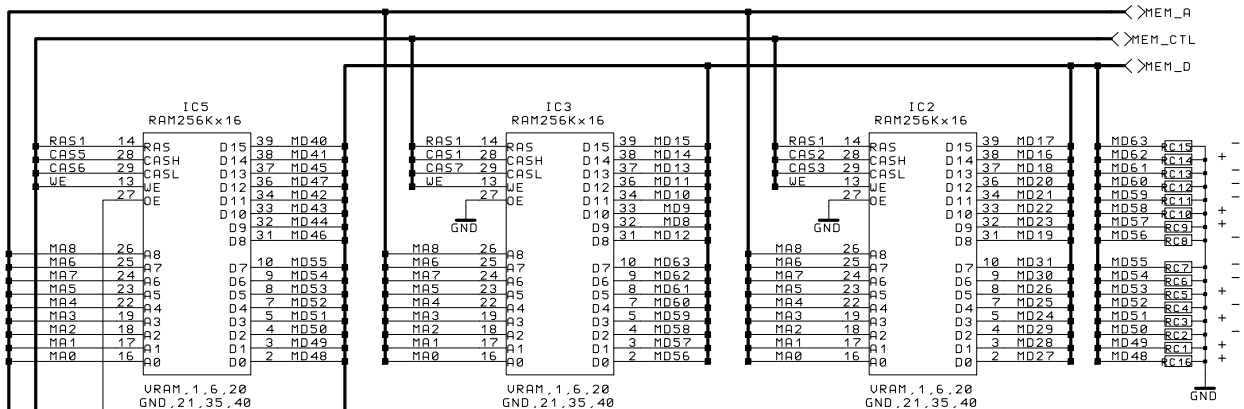 MEM_A
MEM_CTL
MEM_D
IC5 IC3 IC2
RAM256K×16 RAM256K×16 RAM256K×16
RAS1 14 RAS D15 39 MD40 RAS1 14 RAS D15 39 MD15 RAS1 14 RAS D15 39 MD17 MD63 RC15 -
CAS5 28 CASH D14 38 MD41 CAS1 28 CASH D14 38 MD14 CAS2 28 CASH D14 38 MD16 MD62 RC14 +
CAS6 29 CASL D13 37 MD45 CAS7 29 CASL D13 37 MD13 CAS3 29 CASL D13 37 MD18 MD61 RC13 -
WE 13 WE D12 36 MD47 WE 13 WE D12 36 MD11 WE 13 WE D12 36 MD20 MD60 RC12 -
27 OE D11 34 MD42 27 OE D11 34 MD10 27 OE D11 34 MD21 MD59 RC11 -
D10 33 MD43 D10 33 MD9 D10 33 MD22 MD58 RC10 +
D9 32 MD44 GND D9 32 MD8 GND D9 32 MD23 MD57 RC9 +
D8 31 MD46 D8 31 MD12 D8 31 MD19 MD56 RC8 -
MA8 26 A8 MA8 26 A8 MA8 26 A8
MA6 25 A7 D7 10 MD55 MA6 25 A7 D7 10 MD63 MA6 25 A7 D7 10 MD31 MD55 RC7 -
MA7 24 A6 D6 9 MD54 MA7 24 A6 D6 9 MD62 MA7 24 A6 D6 9 MD30 MD54 RC6 -
MA5 23 A5 D5 8 MD53 MA5 23 A5 D5 8 MD61 MA5 23 A5 D5 8 MD26 MD53 RC5 +
MA4 22 A4 D4 7 MD52 MA4 22 A4 D4 7 MD60 MA4 22 A4 D4 7 MD25 MD52 RC4 -
MA3 19 A3 D3 5 MD51 MA3 19 A3 D3 5 MD59 MA3 19 A3 D3 5 MD24 MD51 RC3 +
MA2 18 A2 D2 4 MD50 MA2 18 A2 D2 4 MD58 MA2 18 A2 D2 4 MD29 MD50 RC2 -
MA1 17 A1 D1 3 MD49 MA1 17 A1 D1 3 MD57 MA1 17 A1 D1 3 MD28 MD49 RC1 +
MA0 16 A0 D0 2 MD48 MA0 16 A0 D0 2 MD56 MA0 16 A0 D0 2 MD27 MD48 RC16 +
VRAM,1,6,20 VRAM,1,6,20 VRAM,1,6,20 GND
GND,21,35,40 GND,21,35,40 GND,21,35,40